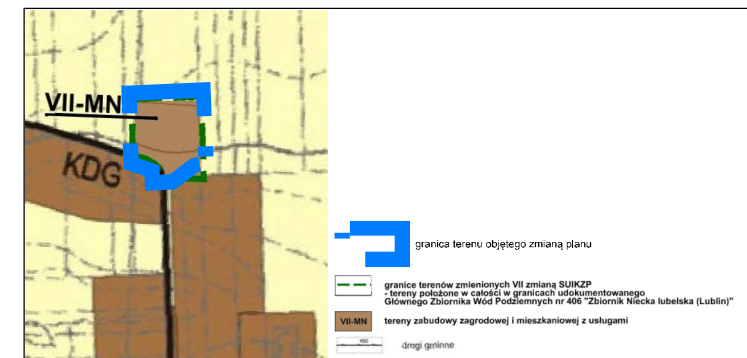 VII-MN
KDG
granica terenu objętego zmianą planu
granice terenów zmienionych VII zmianą SUIKZP
- tereny położone w całości w granicach udokumentowanego
Głównego Zbiornika Wód Podziemnych nr 406 "Zbiornik Niecka lubelska (Lublin)"
VII-MN tereny zabudowy zagrodowej i mieszkaniowej z usługami
drogi gminne